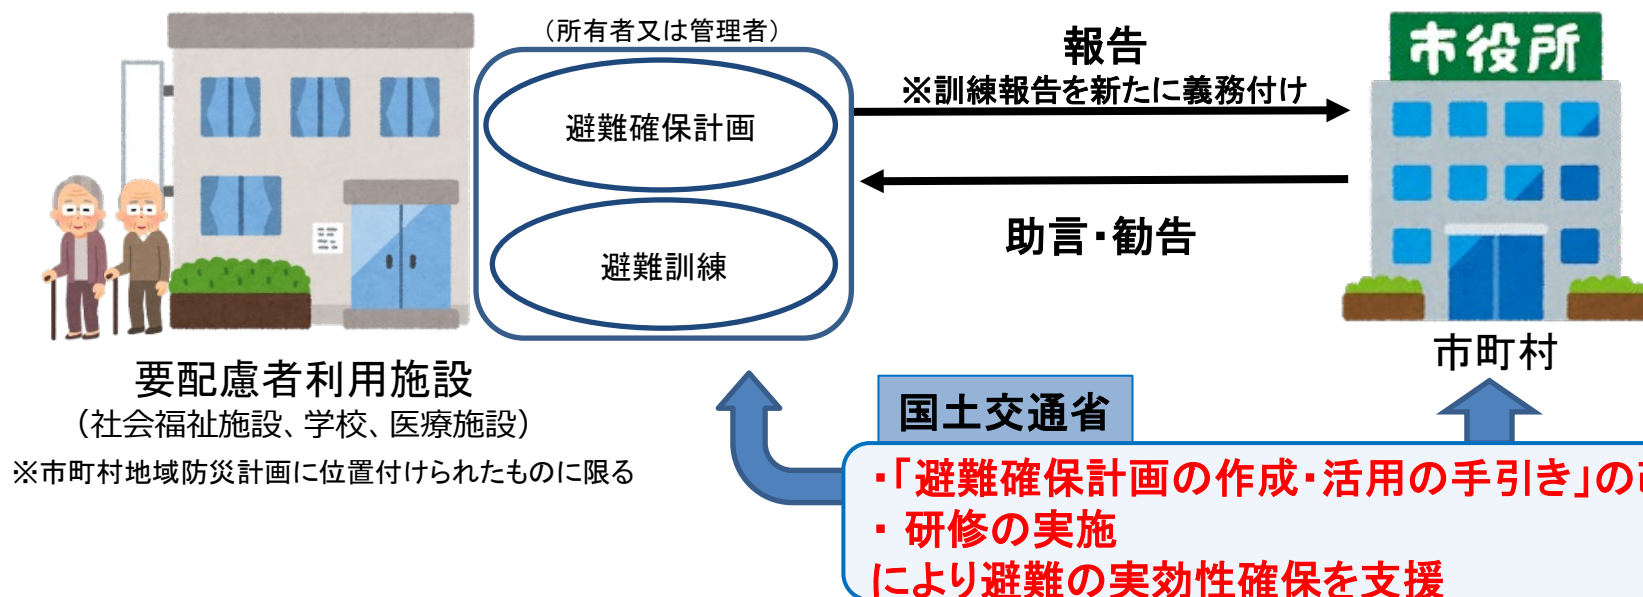 （所有者又は管理者）
避難確保計画
避難訓練
報告
※訓練報告を新たに義務付け
助言・勧告
市役所
市町村
要配慮者利用施設
（社会福祉施設、学校、医療施設）
※市町村地域防災計画に位置付けられたものに限る
国土交通省
・「避難確保計画の作成・活用の手引き」の
・ 研修の実施
により避難の実効性確保を支援